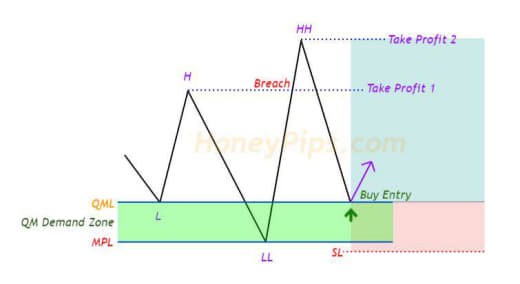 HH
Take Profit 2
H
Breach
Take Profit 1
HoneyPips.com
QML
L
Buy Entry
QM Demand Zone
MPL
LL
SL